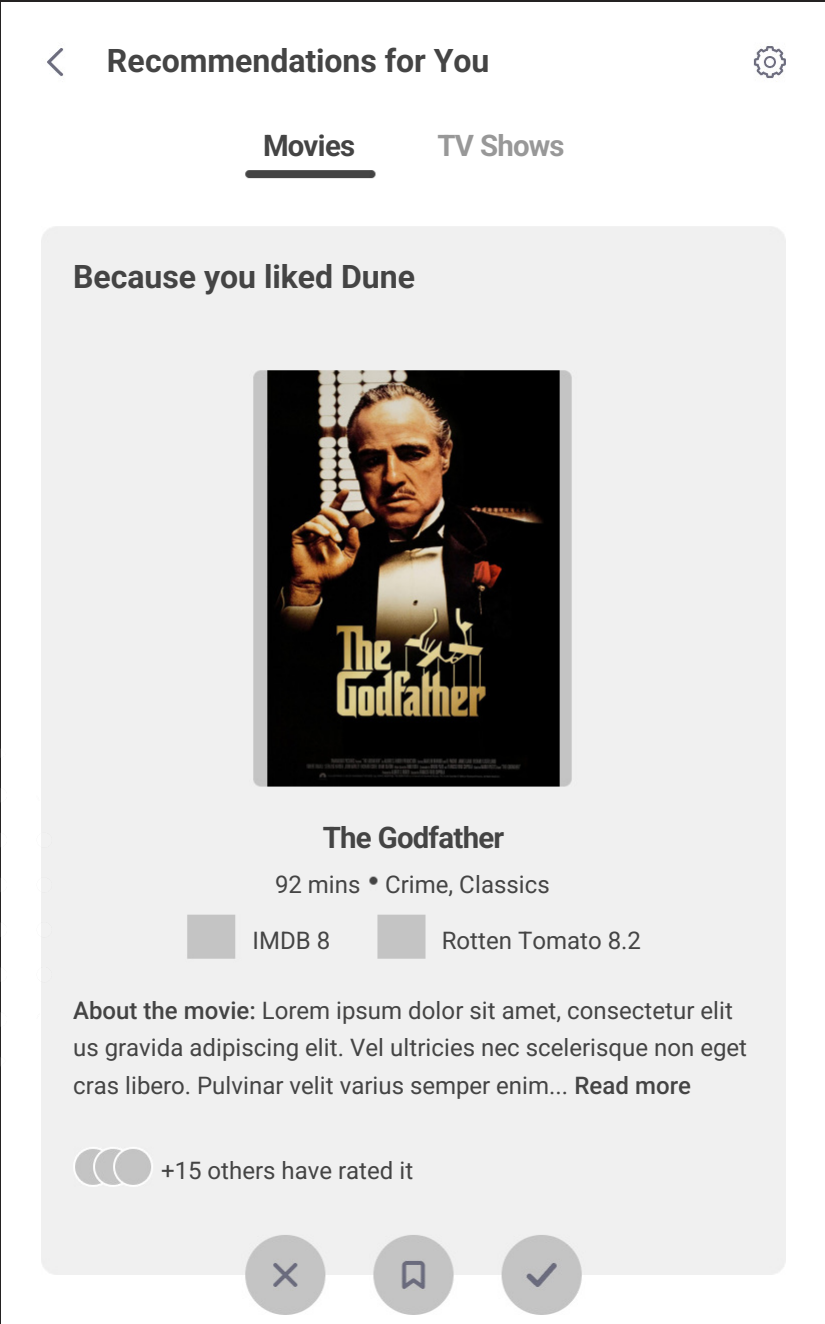 Recommendations for You
Movies TV Shows
Because you liked Dune
The
Godfather
The Godfather
92 mins • Crime, Classics
IMDB 8 Rotten Tomato 8.2
About the movie: Lorem ipsum dolor sit amet, consectetur elit
us gravida adipiscing elit. Vel ultricies nec scelerisque non eget
cras libero. Pulvinar velit varius semper enim... Read more
+15 others have rated it